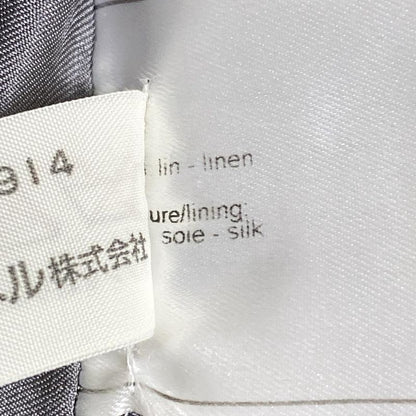 914
ル株式会社
lin - linen
ure/lining:
soie - silk